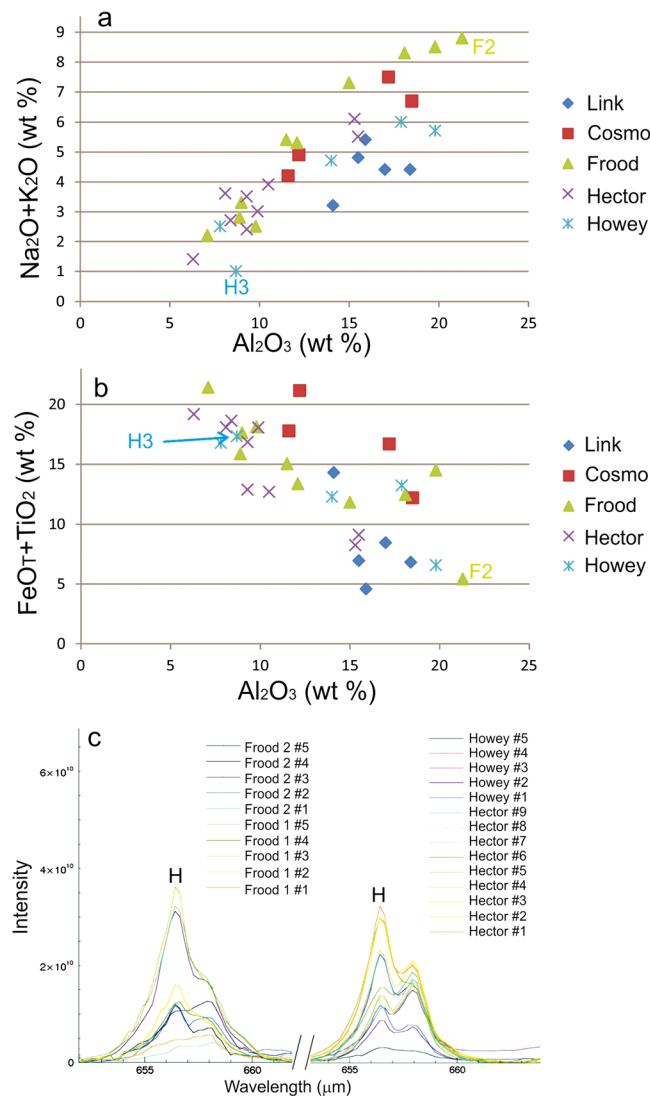 a
9
8
7
6
5
4
3
2
1
0
Na2O+K2O (wt %)
F2
H3
0 5 10 15 20 25
Al2O3 (wt %)
Link
Cosmo
Frood
Hector
Howey
b
20
15
10
5
0
FeOT+TiO2 (wt %)
H3
F2
0 5 10 15 20 25
Al2O3 (wt %)
Link
Cosmo
Frood
Hector
Howey
c
6×10¹⁰
4×10¹⁰
2×10¹⁰
0
Intensity
H
H
Frood 2 #5
Frood 2 #4
Frood 2 #3
Frood 2 #2
Frood 2 #1
Frood 1 #5
Frood 1 #4
Frood 1 #3
Frood 1 #2
Frood 1 #1
Howey #5
Howey #4
Howey #3
Howey #2
Howey #1
Hector #9
Hector #8
Hector #7
Hector #6
Hector #5
Hector #4
Hector #3
Hector #2
Hector #1
655 660 655 660
Wavelength (μm)